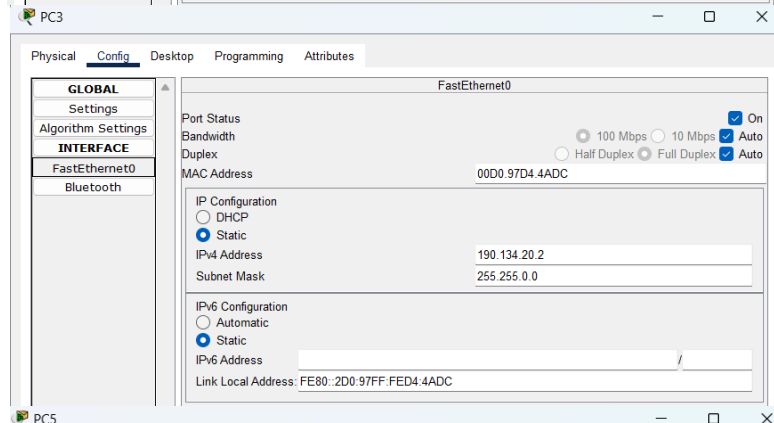 PC3
Physical Config Desktop Programming Attributes
GLOBAL
Settings
Algorithm Settings
INTERFACE
FastEthernet0
Bluetooth
FastEthernet0
Port Status On
Bandwidth 100 Mbps 10 Mbps Auto
Duplex Half Duplex Full Duplex Auto
MAC Address 00D0.97D4.4ADC
IP Configuration
DHCP
Static
IPv4 Address 190.134.20.2
Subnet Mask 255.255.0.0
IPv6 Configuration
Automatic
Static
IPv6 Address /
Link Local Address: FE80::2D0:97FF:FED4:4ADC
PC5